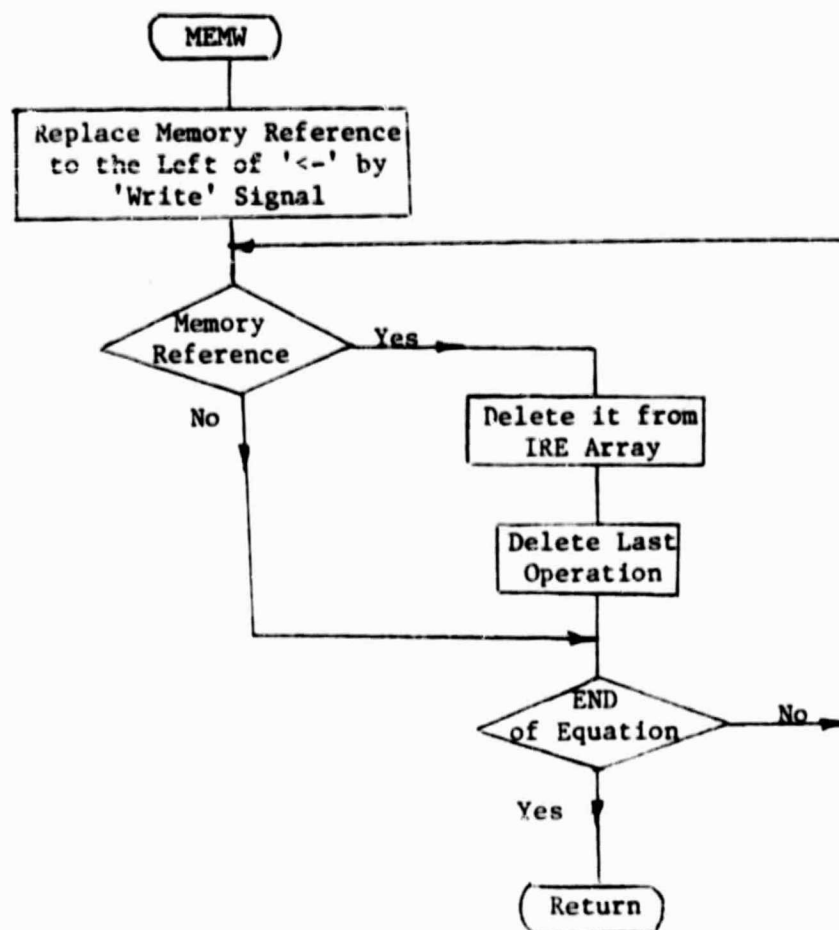 MEMW
Replace Memory Reference
to the Left of '<-' by
'Write' Signal
Memory
Reference
Yes
No
Delete it from
IRE Array
Delete Last
Operation
END
of Equation
No
Yes
Return